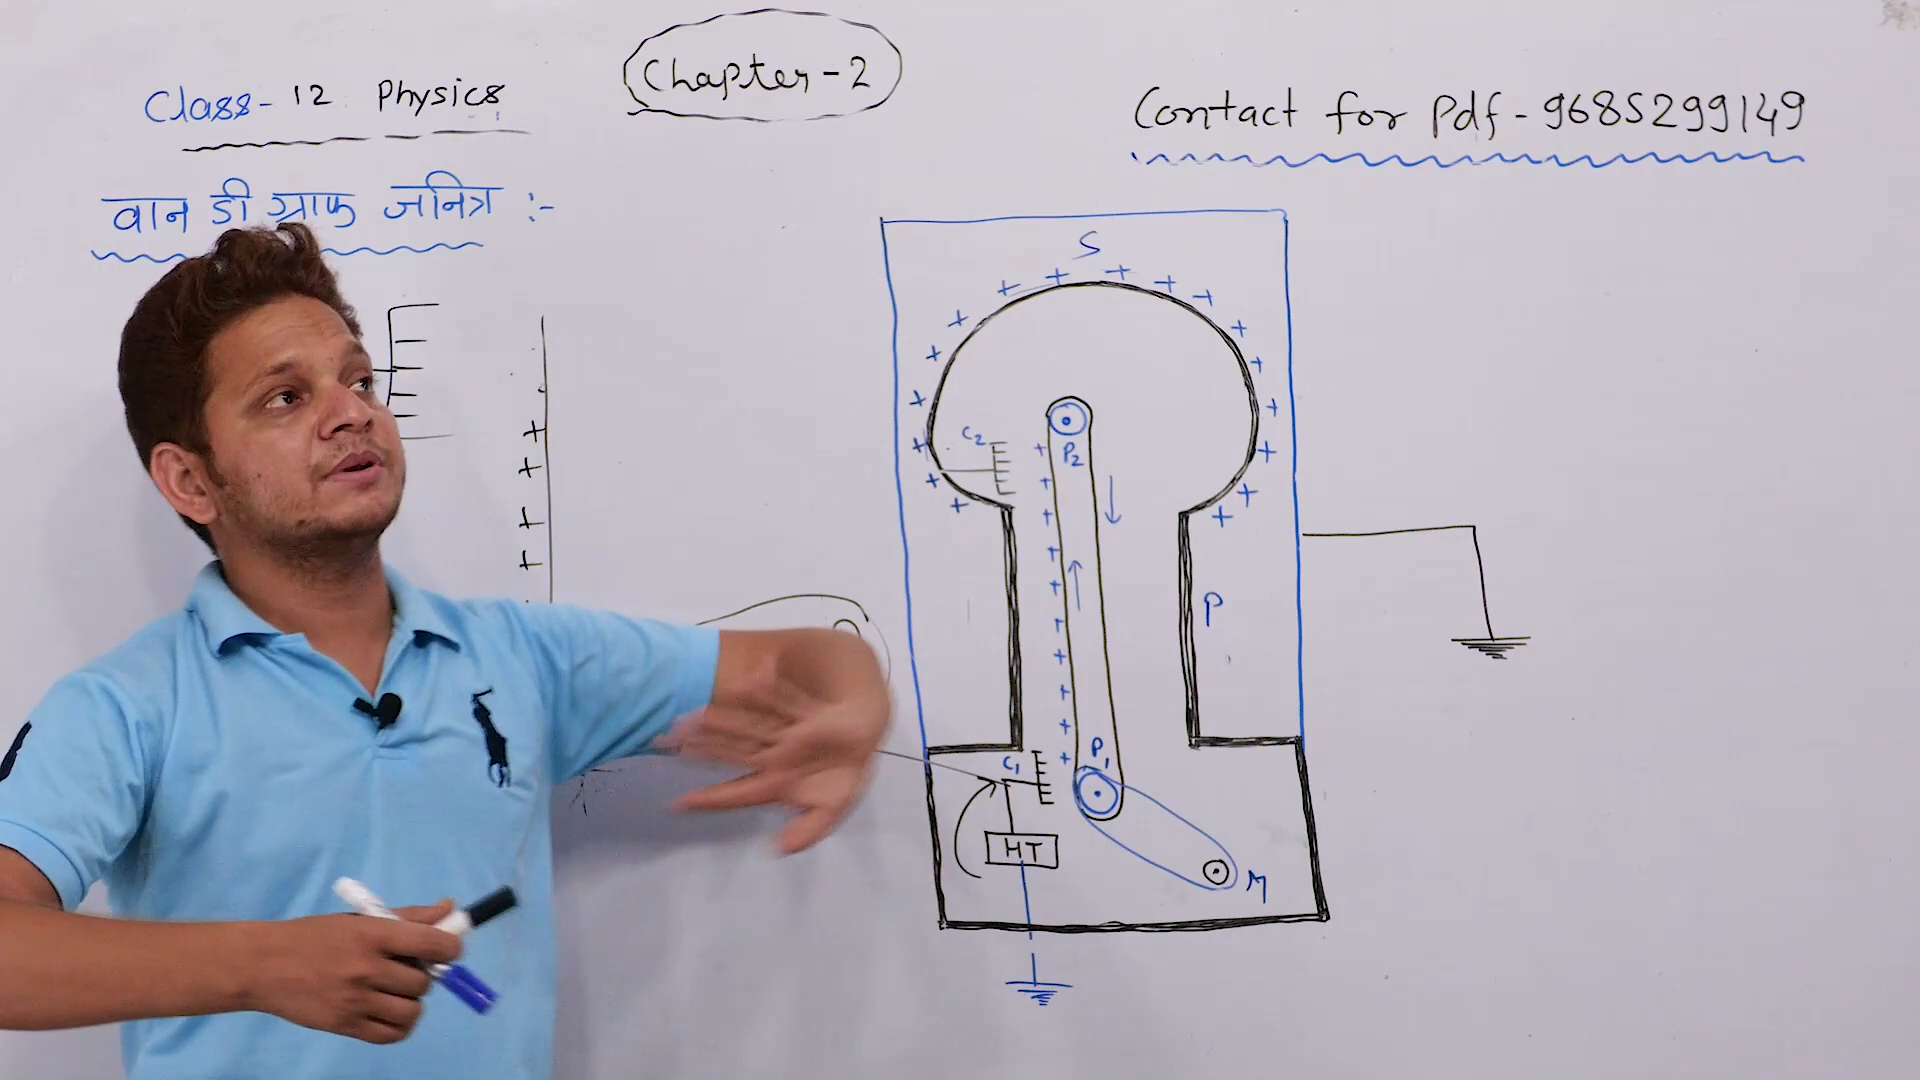 Chapter-2
Class- 12 Physics
Contact for Pdf - 9685299149
वान डी ग्राफ जनित्र :-
S
C₂
P₂
P
P₁
C₁
HT
M